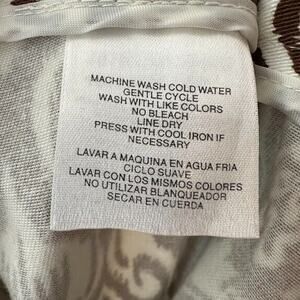 MACHINE WASH COLD WATER
GENTLE CYCLE
WASH WITH LIKE COLORS
NO BLEACH
LINE DRY
PRESS WITH COOL IRON IF
NECESSARY
LAVAR A MAQUINA EN AGUA FRIA
CICLO SUAVE
LAVAR CON LOS MISMOS COLORES
NO UTILIZAR BLANQUEADOR
SECAR EN CUERDA